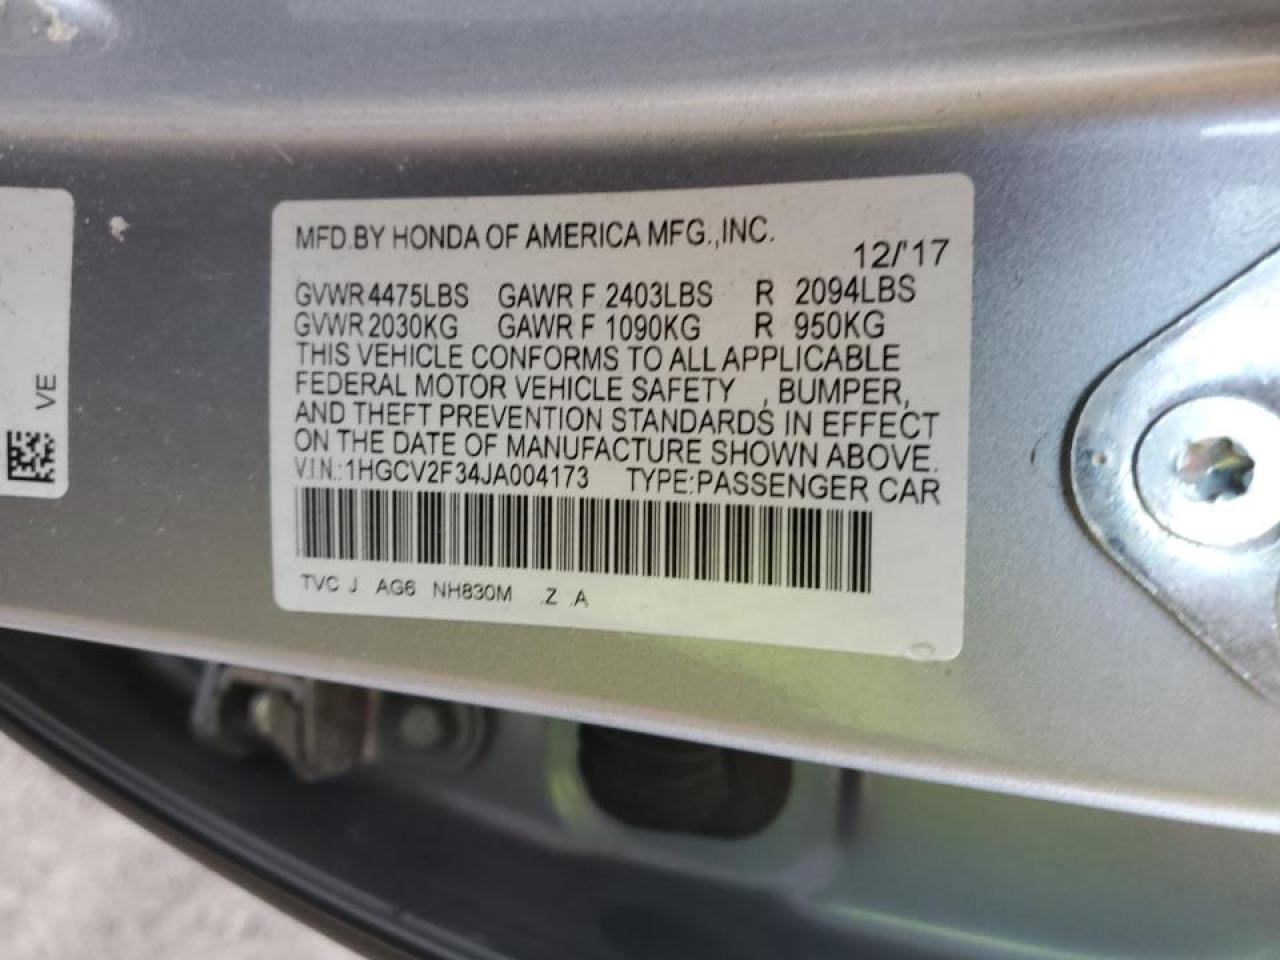 MFD.BY HONDA OF AMERICA MFG.,INC.
12/'17
GVWR 4475LBS GAWR F 2403LBS R 2094LBS
GVWR 2030KG GAWR F 1090KG R 950KG
THIS VEHICLE CONFORMS TO ALL APPLICABLE
FEDERAL MOTOR VEHICLE SAFETY , BUMPER,
AND THEFT PREVENTION STANDARDS IN EFFECT
ON THE DATE OF MANUFACTURE SHOWN ABOVE.
V.I.N.:1HGCV2F34JA004173 TYPE:PASSENGER CAR
TVC J AG6 NH830M .Z .A
VE